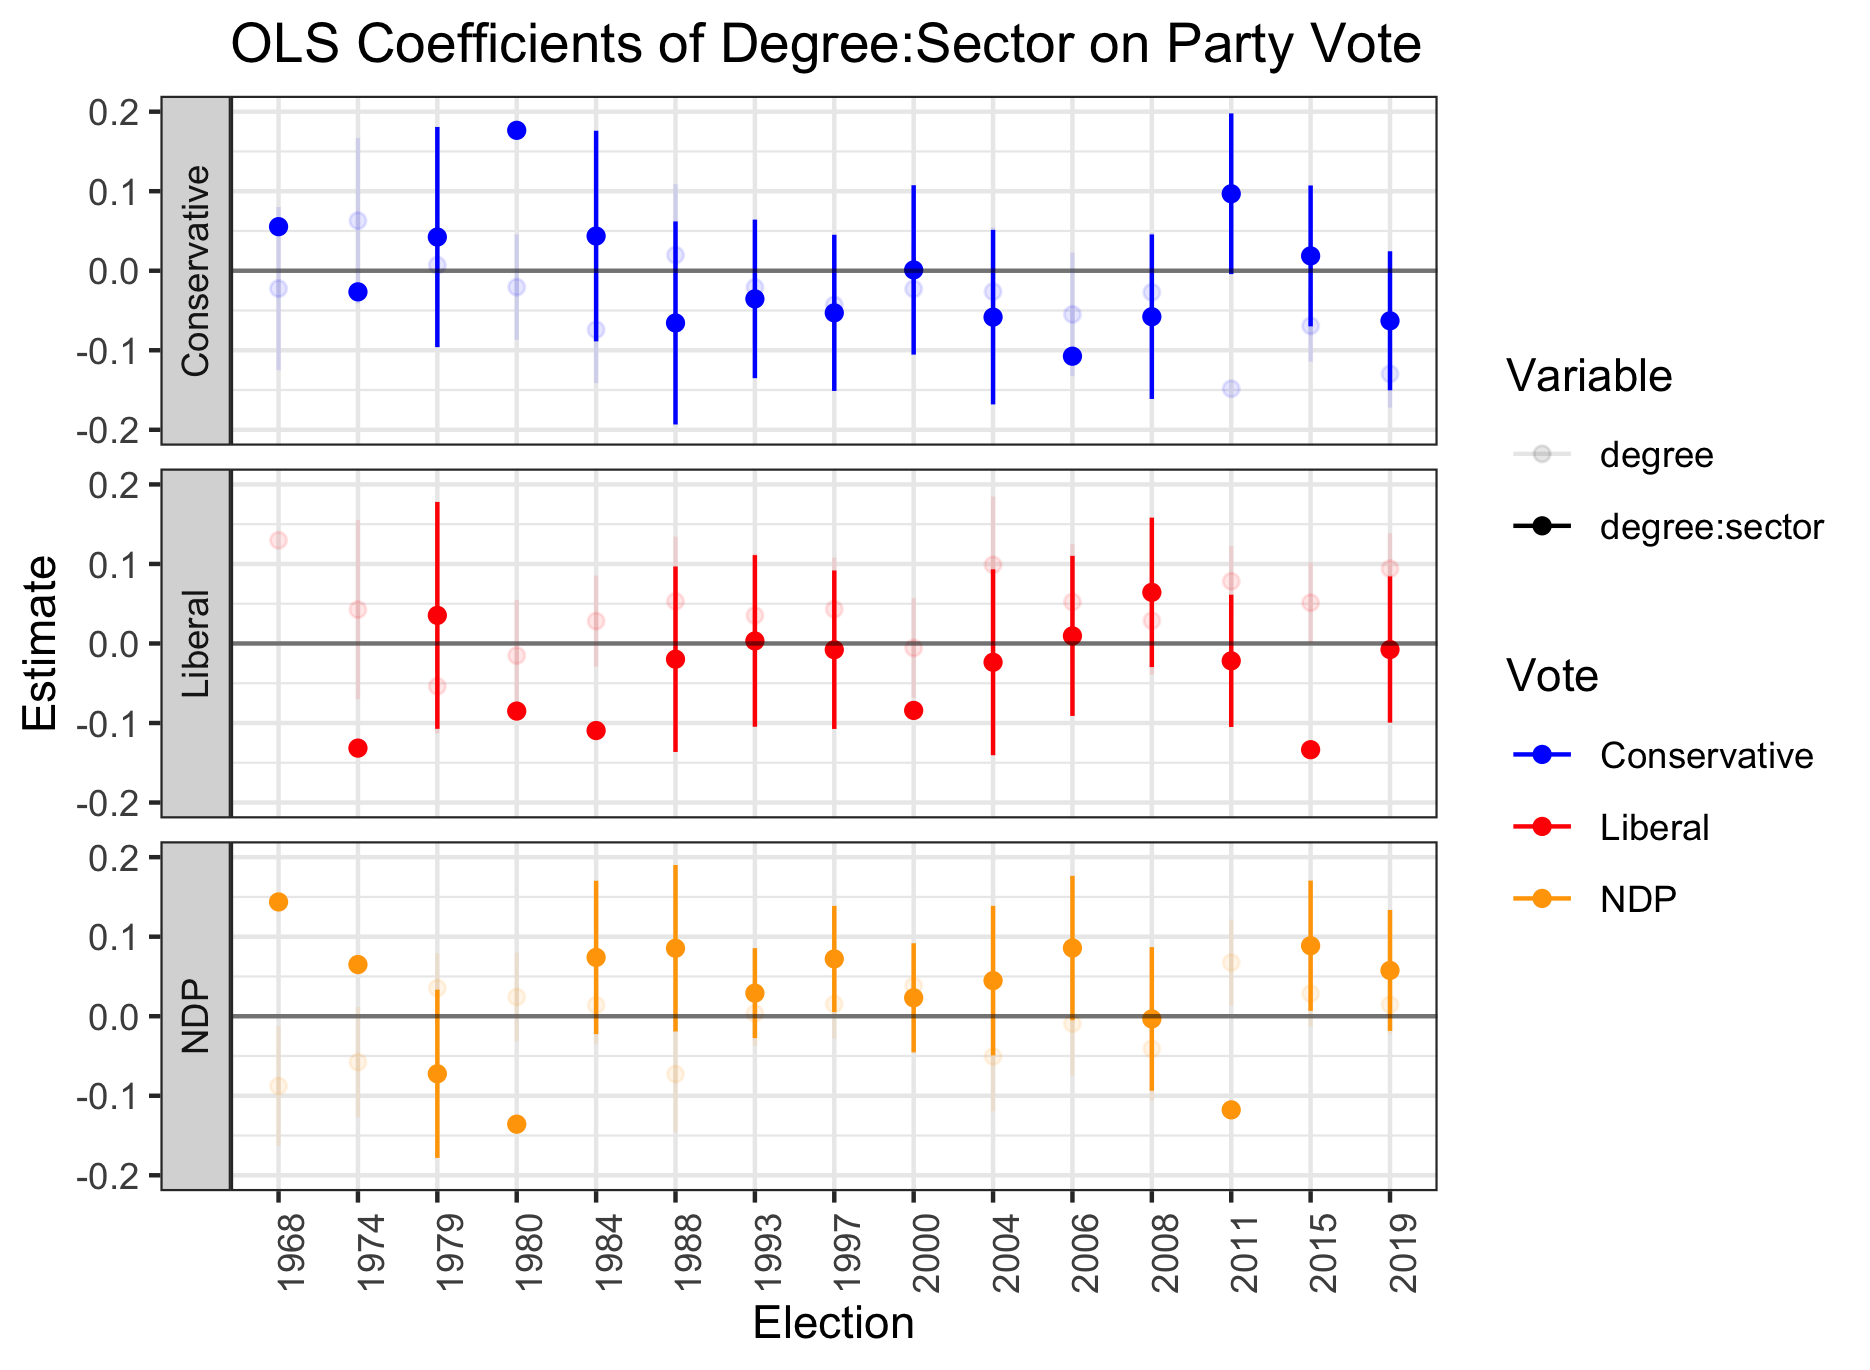 OLS Coefficients of Degree:Sector on Party Vote
Estimate
Conservative
0.2
0.1
0.0
-0.1
-0.2
Liberal
0.2
0.1
0.0
-0.1
-0.2
NDP
0.2
0.1
0.0
-0.1
-0.2
1968
1974
1979
1980
1984
1988
1993
1997
2000
2004
2006
2008
2011
2015
2019
Election
Variable
degree
degree:sector
Vote
Conservative
Liberal
NDP